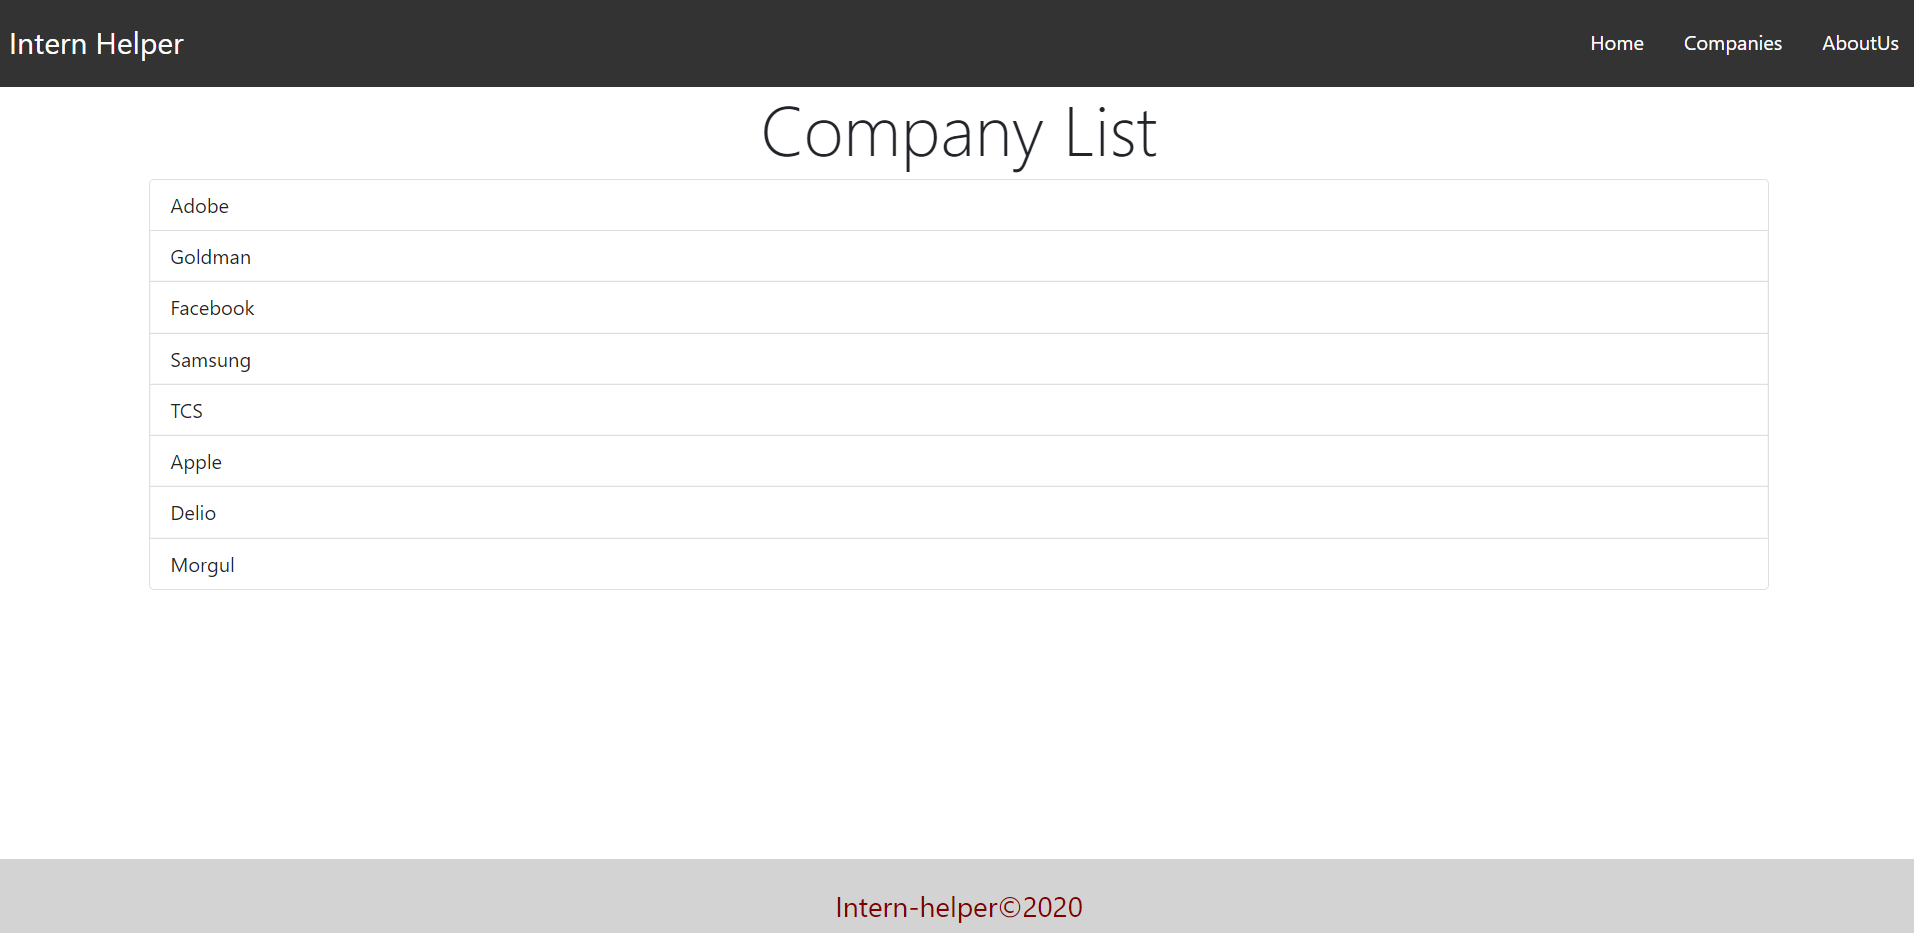 Intern Helper
Home Companies AboutUs
Company List
Adobe
Goldman
Facebook
Samsung
TCS
Apple
Delio
Morgul
Intern-helper©2020